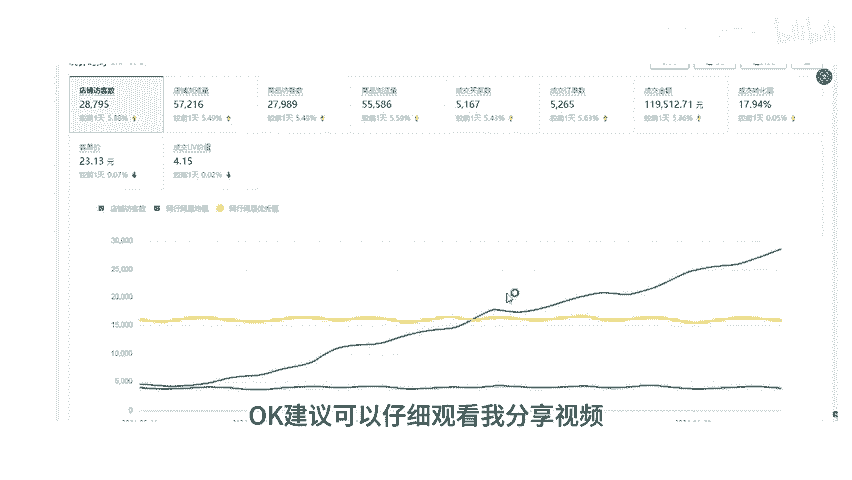 店铺访客数
28,795
较前1天 5.88%
店铺浏览量
57,216
较前1天 5.49%
商品访客数
27,989
较前1天 5.48%
商品浏览量
55,586
较前1天 5.59%
成交买家数
5,167
较前1天 5.43%
成交订单数
5,265
较前1天 5.63%
成交金额
119,512.71 元
较前1天 5.36%
成交转化率
17.94%
较前1天 0.05%
客单价
23.13 元
较前1天 0.07%
成交UV价值
4.15
较前1天 0.02%
店铺访客数
同行同层均值
同行同层优秀值
30,000
25,000
20,000
15,000
10,000
5,000
0
OK建议可以仔细观看我分享视频